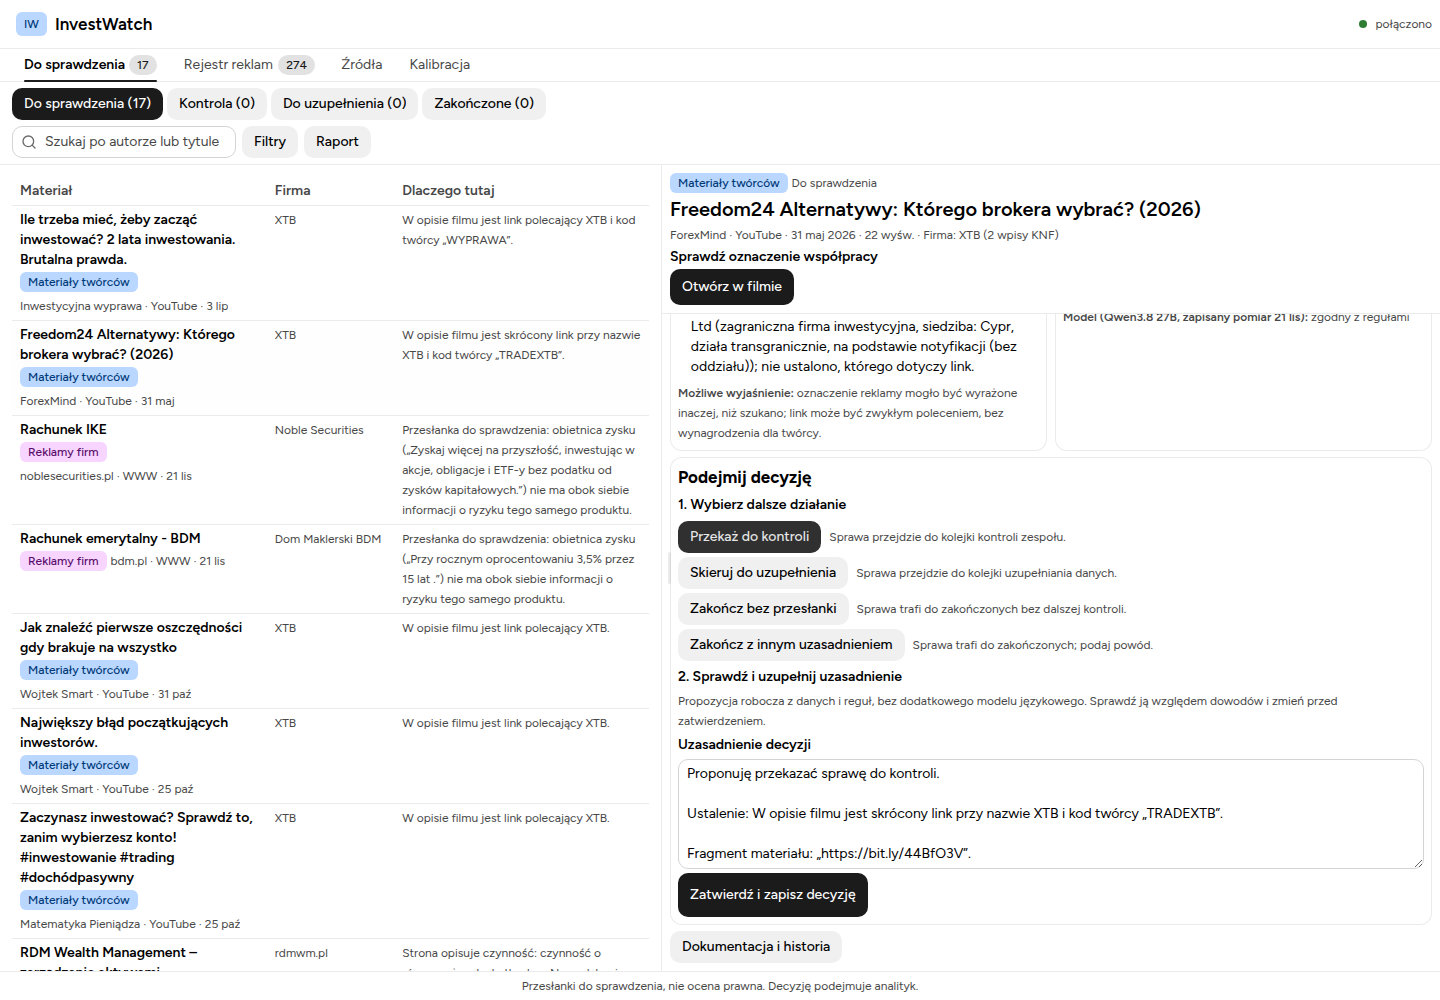 IW InvestWatch
połączono
Do sprawdzenia 17 Rejestr reklam 274 Źródła Kalibracja
Do sprawdzenia (17) Kontrola (0) Do uzupełnienia (0) Zakończone (0)
Szukaj po autorze lub tytule Filtry Raport
Materiał Firma Dlaczego tutaj
Ile trzeba mieć, żeby zacząć
inwestować? 2 lata inwestowania.
Brutalna prawda.
Materiały twórców
Inwestycyjna wyprawa · YouTube · 3 lip
XTB
W opisie filmu jest link polecający XTB i kod
twórcy „WYPRAWA”.
Freedom24 Alternatywy: Którego
brokera wybrać? (2026)
Materiały twórców
ForexMind · YouTube · 31 maj
XTB
W opisie filmu jest skrócony link przy nazwie
XTB i kod twórcy „TRADEXTB”.
Rachunek IKE
Reklamy firm
noblesecurities.pl · WWW · 21 lis
Noble Securities
Przesłanka do sprawdzenia: obietnica zysku
(„Zyskaj więcej na przyszłość, inwestując w
akcje, obligacje i ETF-y bez podatku od
zysków kapitałowych.”) nie ma obok siebie
informacji o ryzyku tego samego produktu.
Rachunek emerytalny - BDM
Reklamy firm bdm.pl · WWW · 21 lis
Dom Maklerski BDM
Przesłanka do sprawdzenia: obietnica zysku
(„Przy rocznym oprocentowaniu 3,5% przez
15 lat .”) nie ma obok siebie informacji o
ryzyku tego samego produktu.
Jak znaleźć pierwsze oszczędności
gdy brakuje na wszystko
Materiały twórców
Wojtek Smart · YouTube · 31 paź
XTB
W opisie filmu jest link polecający XTB.
Największy błąd początkujących
inwestorów.
Materiały twórców
Wojtek Smart · YouTube · 25 paź
XTB
W opisie filmu jest link polecający XTB.
Zaczynasz inwestować? Sprawdź to,
zanim wybierzesz konto!
#inwestowanie #trading
#dochódpasywny
Materiały twórców
Matematyka Pieniądza · YouTube · 25 paź
XTB
W opisie filmu jest link polecający XTB.
RDM Wealth Management –
rdmwm.pl
Strona opisuje czynność: czynność o
Materiały twórców Do sprawdzenia
Freedom24 Alternatywy: Którego brokera wybrać? (2026)
ForexMind · YouTube · 31 maj 2026 · 22 wyśw. · Firma: XTB (2 wpisy KNF)
Sprawdź oznaczenie współpracy
Otwórz w filmie
Ltd (zagraniczna firma inwestycyjna, siedziba: Cypr,
działa transgranicznie, na podstawie notyfikacji (bez
oddziału)); nie ustalono, którego dotyczy link.
Możliwe wyjaśnienie: oznaczenie reklamy mogło być wyrażone
inaczej, niż szukano; link może być zwykłym poleceniem, bez
wynagrodzenia dla twórcy.
Model (Qwen3.8 27B, zapisany pomiar 21 lis): zgodny z regułami
Podejmij decyzję
1. Wybierz dalsze działanie
Przekaż do kontroli Sprawa przejdzie do kolejki kontroli zespołu.
Skieruj do uzupełnienia Sprawa przejdzie do kolejki uzupełniania danych.
Zakończ bez przesłanki Sprawa trafi do zakończonych bez dalszej kontroli.
Zakończ z innym uzasadnieniem Sprawa trafi do zakończonych; podaj powód.
2. Sprawdź i uzupełnij uzasadnienie
Propozycja robocza z danych i reguł, bez dodatkowego modelu językowego. Sprawdź ją względem dowodów i zmień przed
zatwierdzeniem.
Uzasadnienie decyzji
Proponuję przekazać sprawę do kontroli.
Ustalenie: W opisie filmu jest skrócony link przy nazwie XTB i kod twórcy „TRADEXTB”.
Fragment materiału: „https://bit.ly/44BfO3V”.
Zatwierdź i zapisz decyzję
Dokumentacja i historia
Przesłanki do sprawdzenia, nie ocena prawna. Decyzję podejmuje analityk.